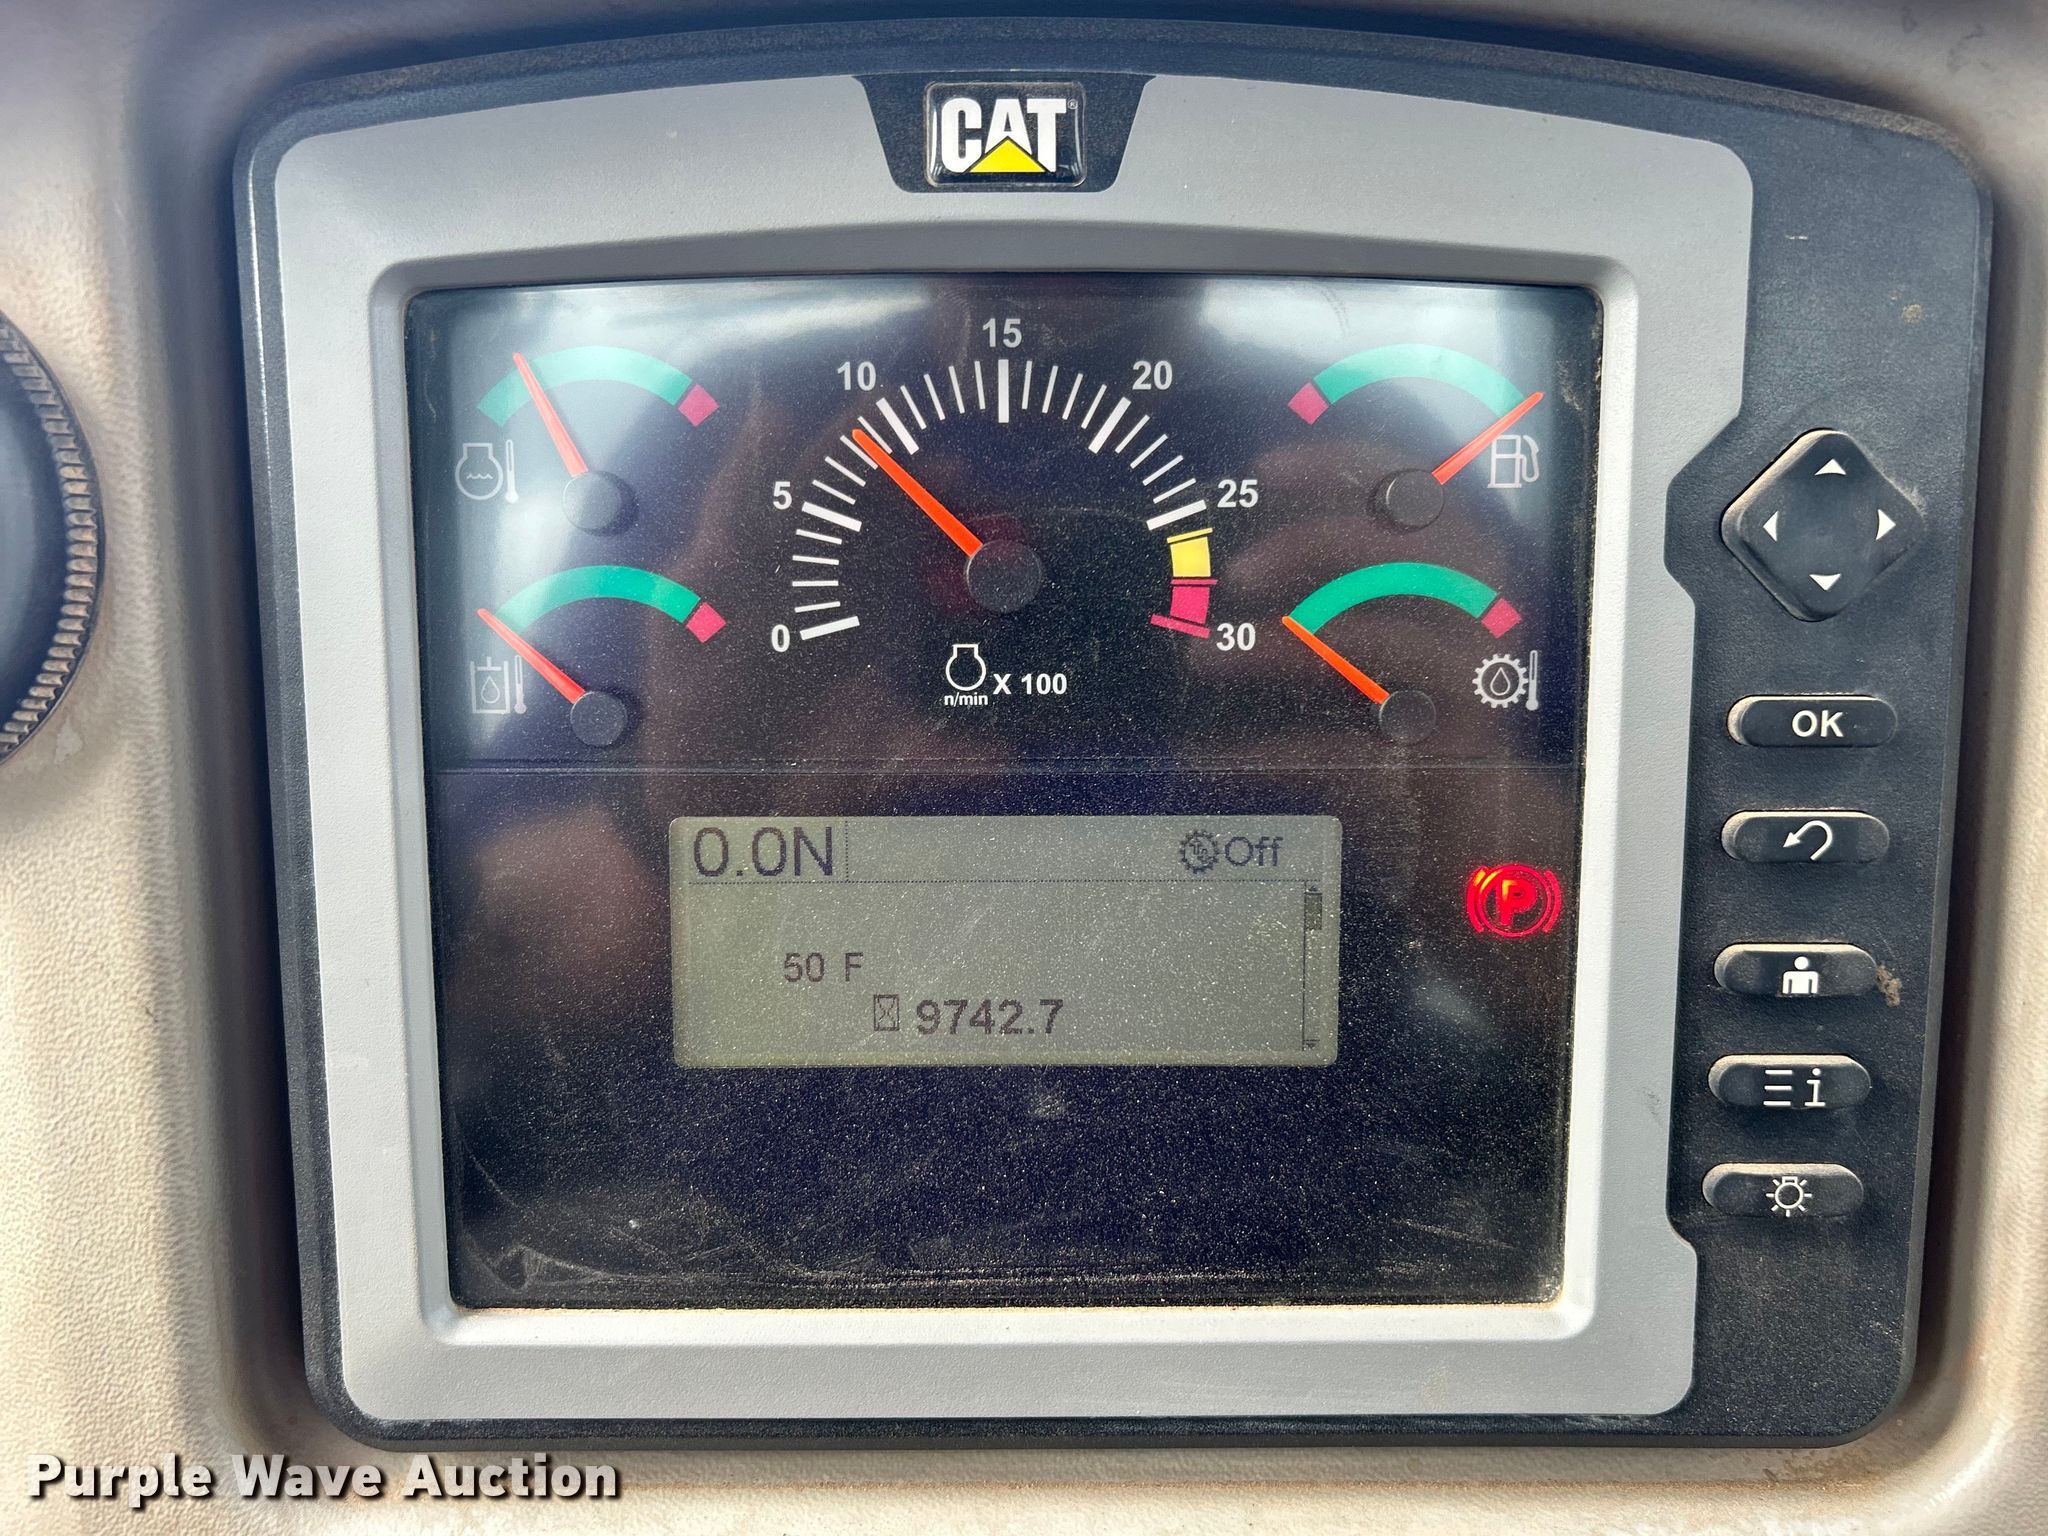 CAT®
15
10
20
5
25
0
30
n/min X 100
0.0N
Off
P
50 F
9742.7
OK
i
Purple Wave Auction